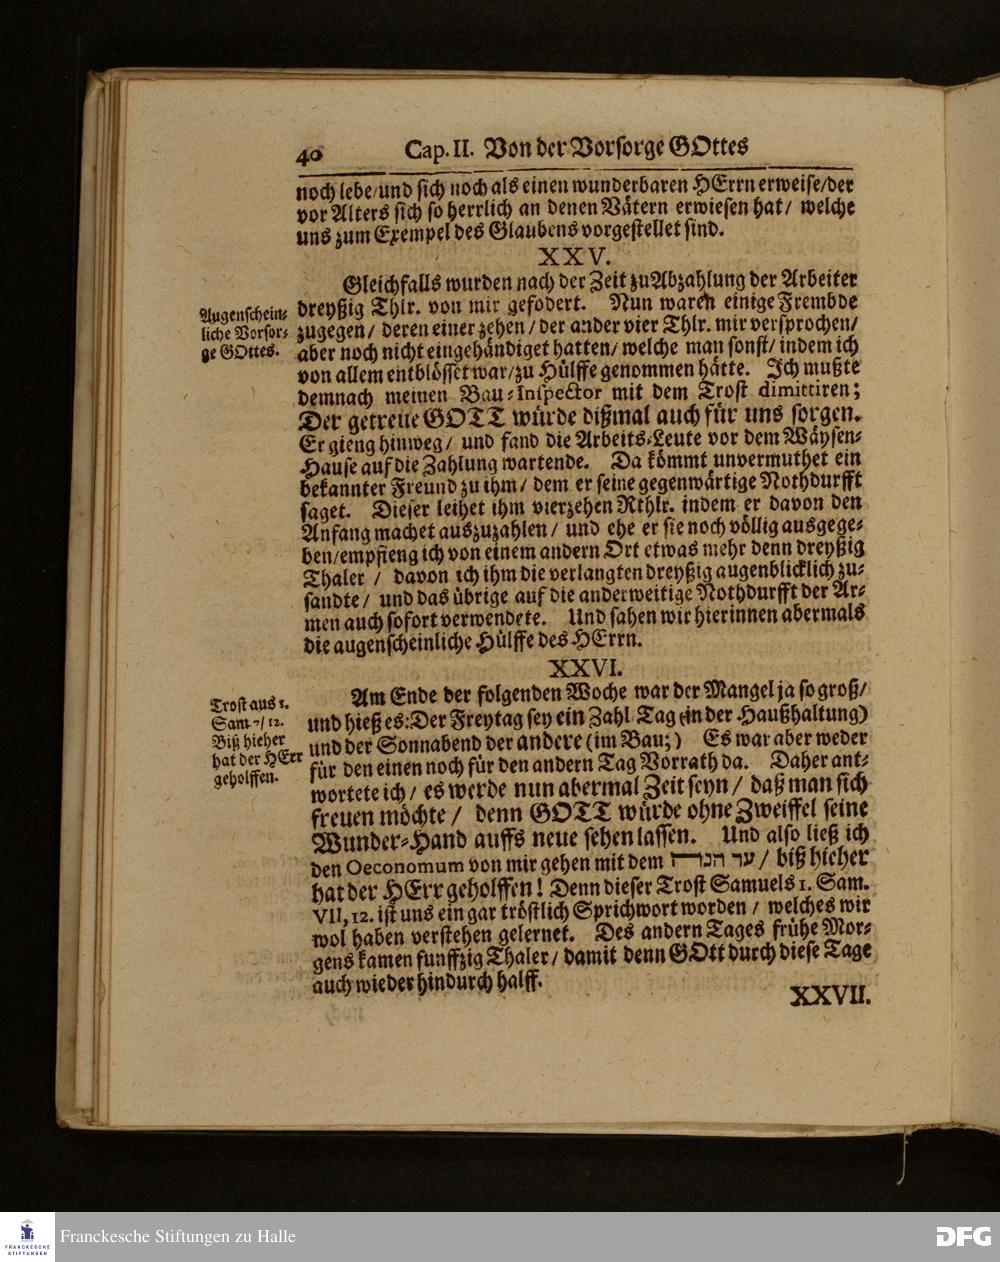 40 Cap. II. Von der Vorsorge GOttes
noch lebe/und sich noch als einen wunderbaren HErrn erweise/der
vor Alters sich so herrlich an denen Vätern erwiesen hat/ welche
uns zum Exempel des Glaubens vorgestellet sind.
XXV.
Augenschein-
liche Vorsor-
ge GOttes.
Gleichfalls wurden nach der Zeit zu Abzahlung der Arbeiter
dreyßig Thlr. von mir gefodert. Nun waren einige Frembde
zugegen/ deren einer zehen/ der ander vier Thlr. mir versprochen/
aber noch nicht eingehändiget hatten/ welche man sonst/ indem ich
von allem entblösset war/zu Hülffe genommen hätte. Ich mußte
demnach meinen Bau-Inspector mit dem Trost dimittiren;
Der getreue GOTT würde dißmal auch für uns sorgen.
Er gieng hinweg/ und fand die Arbeits-Leute vor dem Wäysen-
Hause auf die Zahlung wartende. Da kömmt unvermuthet ein
bekannter Freund zu ihm/ dem er seine gegenwärtige Nothdurfft
saget. Dieser leihet ihm vierzehen Rthlr. indem er davon den
Anfang machet auszuzahlen/ und ehe er sie noch völlig ausgege-
ben/empfieng ich von einem andern Ort etwas mehr denn dreyßig
Thaler / davon ich ihm die verlangten dreyßig augenblicklich zu-
sandte/ und das übrige auf die anderweitige Nothdurfft der Ar-
men auch sofort verwendete. Und sahen wir hierinnen abermals
die augenscheinliche Hülffe des HErrn.
XXVI.
Trost aus 1.
Sam 7/ 12.
Biß hieher
hat der HErr
geholffen.
Am Ende der folgenden Woche war der Mangel ja so groß/
und hieß es: Der Freytag sey ein Zahl Tag (in der Haußhaltung)
und der Sonnabend der andere (im Bau;) Es war aber weder
für den einen noch für den andern Tag Vorrath da. Daher ant-
wortete ich/ es werde nun abermal Zeit seyn/ daß man sich
freuen möchte/ denn GOTT würde ohne Zweiffel seine
Wunder-Hand auffs neue sehen lassen. Und also ließ ich
den Oeconomum von mir gehen mit dem עד הנה / biß hieher
hat der HErr geholffen! Denn dieser Trost Samuels 1. Sam.
VII, 12. ist uns ein gar tröstlich Sprichwort worden/ welches wir
wol haben verstehen gelernet. Des andern Tages frühe Mor-
gens kamen funffzig Thaler/ damit denn GOtt durch diese Tage
auch wieder hindurch halff.
XXVII.
FRANCKESCHE
STIFTUNGEN
Franckesche Stiftungen zu Halle
DFG